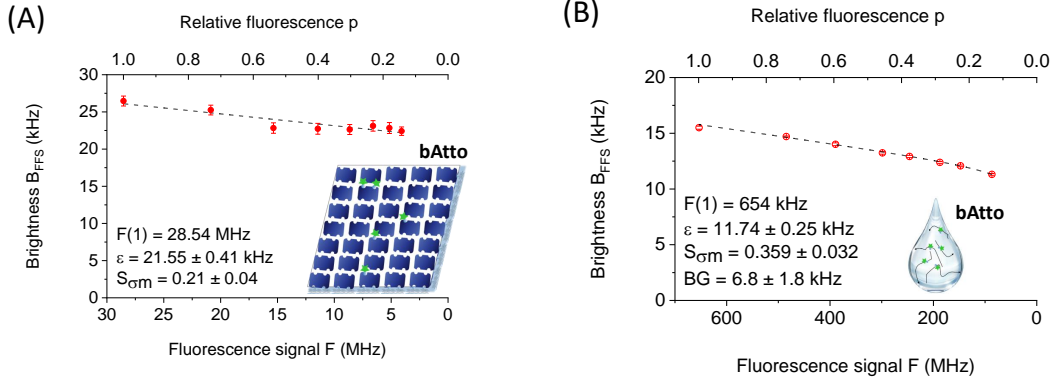 (A)
Relative fluorescence p
1.0 0.8 0.6 0.4 0.2 0.0
30
25
20
15
10
5
0
Brightness B_FFS (kHz)
bAtto
F(1) = 28.54 MHz
ε = 21.55 ± 0.41 kHz
S_σm = 0.21 ± 0.04
30 25 20 15 10 5 0
Fluorescence signal F (MHz)
(B)
Relative fluorescence p
1.0 0.8 0.6 0.4 0.2 0.0
20
15
10
5
0
Brightness B_FFS (kHz)
bAtto
F(1) = 654 kHz
ε = 11.74 ± 0.25 kHz
S_σm = 0.359 ± 0.032
BG = 6.8 ± 1.8 kHz
600 400 200 0
Fluorescence signal F (MHz)